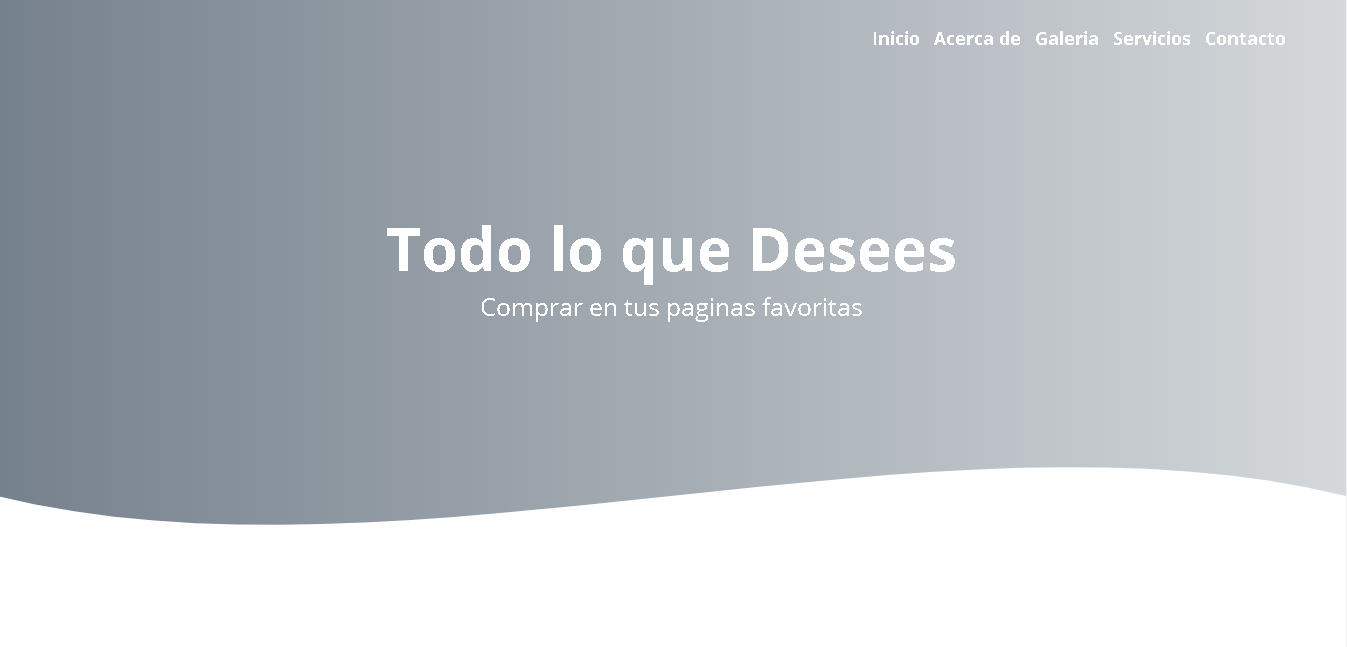 Inicio Acerca de Galeria Servicios Contacto
Todo lo que Desees
Comprar en tus paginas favoritas